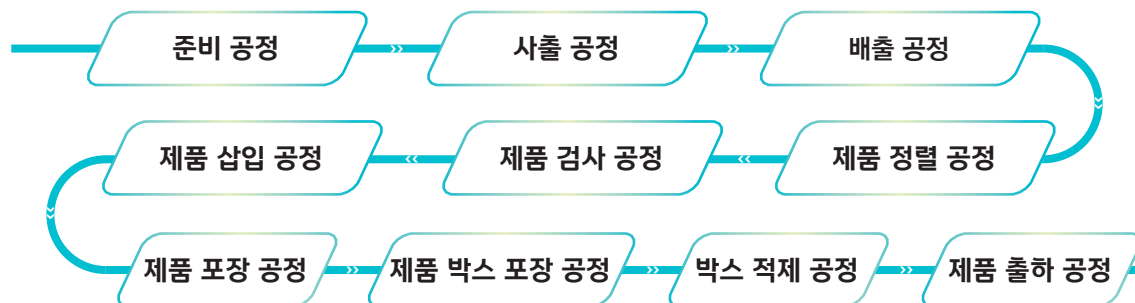 준비 공정
사출 공정
배출 공정
제품 정렬 공정
제품 검사 공정
제품 삽입 공정
제품 포장 공정
제품 박스 포장 공정
박스 적제 공정
제품 출하 공정